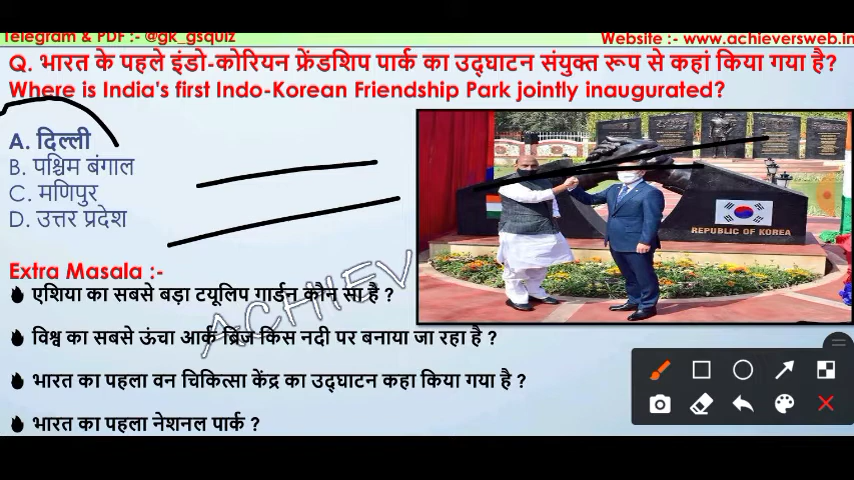 Telegram & PDF :- @gk_gsquiz
Website :- www.achieversweb.in
Q. भारत के पहले इंडो-कोरियन फ्रेंडशिप पार्क का उद्घाटन संयुक्त रूप से कहां किया गया है?
Where is India's first Indo-Korean Friendship Park jointly inaugurated?
A. दिल्ली
B. पश्चिम बंगाल
C. मणिपुर
D. उत्तर प्रदेश
REPUBLIC OF KOREA
Extra Masala :-
एशिया का सबसे बड़ा टयूलिप गार्डन कौन सा है ?
विश्व का सबसे ऊंचा आर्क ब्रिज किस नदी पर बनाया जा रहा है ?
भारत का पहला वन चिकित्सा केंद्र का उद्घाटन कहा किया गया है ?
भारत का पहला नेशनल पार्क ?
ACHIEV